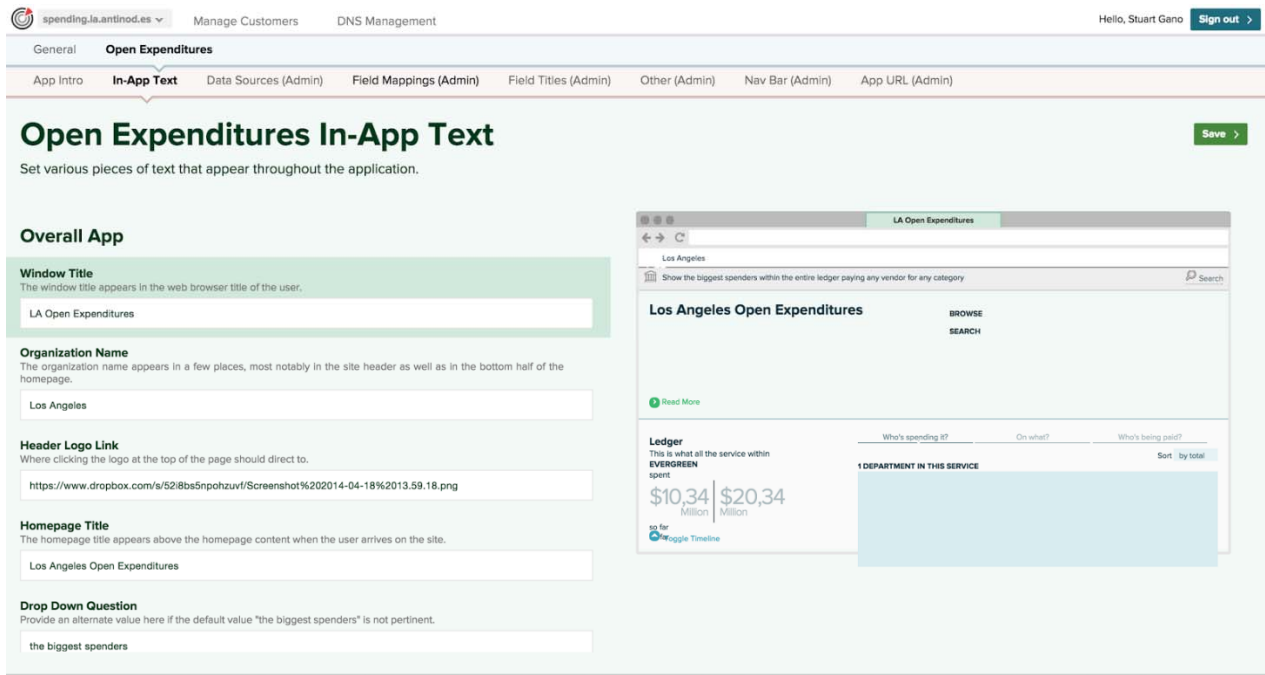 spending.la.antinod.es
Manage Customers
DNS Management
Hello, Stuart Gano
Sign out
General
Open Expenditures
App Intro
In-App Text
Data Sources (Admin)
Field Mappings (Admin)
Field Titles (Admin)
Other (Admin)
Nav Bar (Admin)
App URL (Admin)
Open Expenditures In-App Text
Save
Set various pieces of text that appear throughout the application.
Overall App
Window Title
The window title appears in the web browser title of the user.
LA Open Expenditures
Organization Name
The organization name appears in a few places, most notably in the site header as well as in the bottom half of the
homepage.
Los Angeles
Header Logo Link
Where clicking the logo at the top of the page should direct to.
https://www.dropbox.com/s/52i8bs5npohzuvf/Screenshot%202014-04-18%2013.59.18.png
Homepage Title
The homepage title appears above the homepage content when the user arrives on the site.
Los Angeles Open Expenditures
Drop Down Question
Provide an alternate value here if the default value "the biggest spenders" is not pertinent.
the biggest spenders
LA Open Expenditures
Los Angeles
Show the biggest spenders within the entire ledger paying any vendor for any category
Search
Los Angeles Open Expenditures
BROWSE
SEARCH
Read More
Ledger
This is what all the service within
EVERGREEN
spent
$10,34
Million
$20,34
Million
so far
Toggle Timeline
Who's spending it?
On what?
Who's being paid?
Sort by total
1 DEPARTMENT IN THIS SERVICE